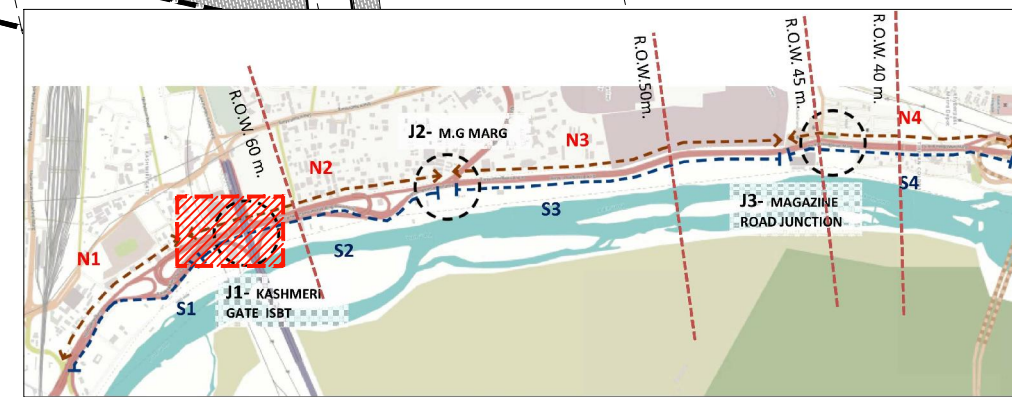 R.O.W. 60 m.
R.O.W.50m.
R.O.W. 45 m.
R.O.W. 40 m.
J2- M.G MARG
N1
N2
N3
N4
S1
S2
S3
S4
J1- KASHMERI
GATE ISBT
J3- MAGAZINE
ROAD JUNCTION